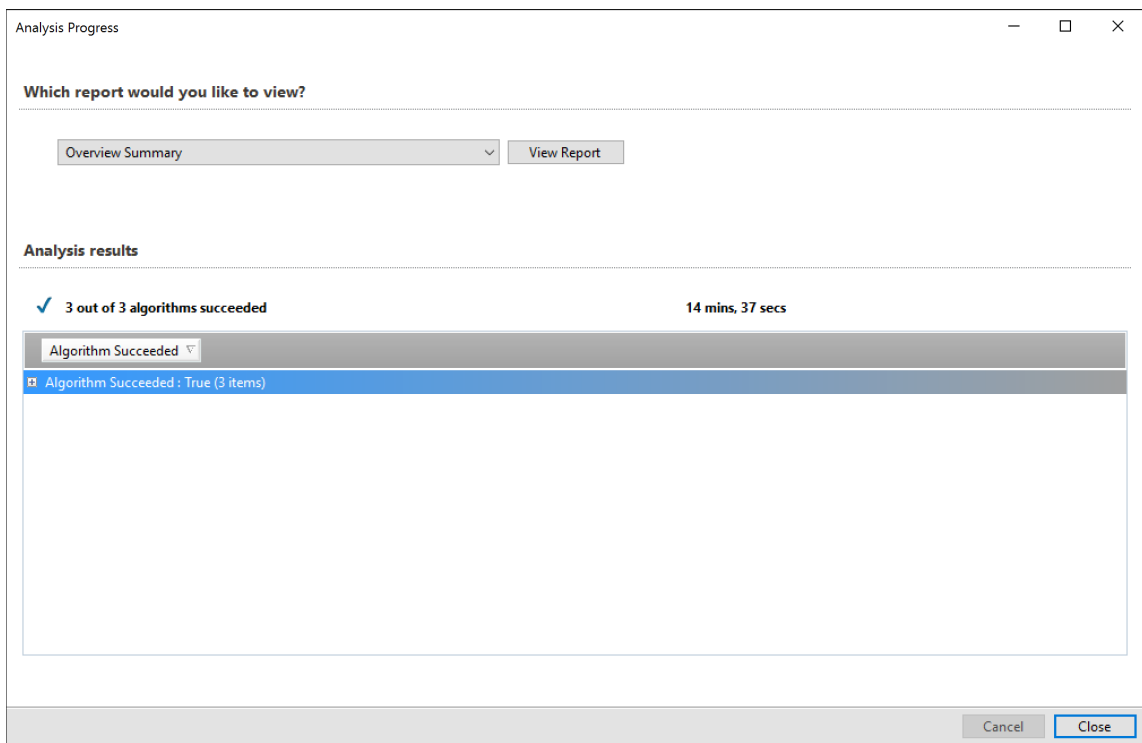 Analysis Progress
Which report would you like to view?
Overview Summary
View Report
Analysis results
3 out of 3 algorithms succeeded
14 mins, 37 secs
Algorithm Succeeded
Algorithm Succeeded : True (3 items)
Cancel
Close